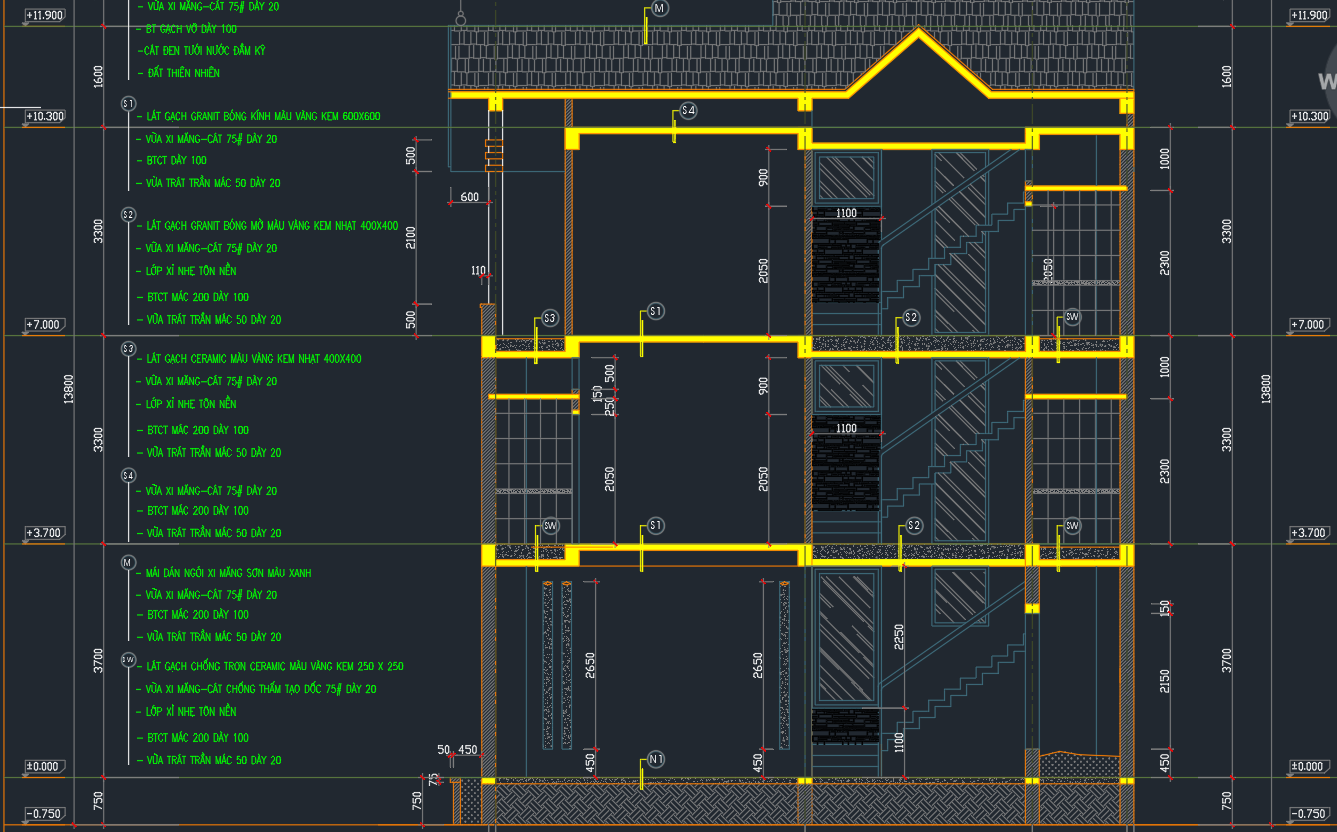 - VỮA XI MĂNG-CÁT 75# DÀY 20
- BT GẠCH VỠ DÀY 100
-CÁT ĐEN TƯỚI NƯỚC ĐẦM KỸ
- ĐẤT THIÊN NHIÊN
S1
- LÁT GẠCH GRANIT BÓNG KÍNH MÀU VÀNG KEM 600X600
- VỮA XI MĂNG-CÁT 75# DÀY 20
- BTCT DÀY 100
- VỮA TRÁT TRẦN MÁC 50 DÀY 20
S2
- LÁT GẠCH GRANIT BÓNG MỜ MÀU VÀNG KEM NHẠT 400X400
- VỮA XI MĂNG-CÁT 75# DÀY 20
- LỚP XỈ NHẸ TÔN NỀN
- BTCT MÁC 200 DÀY 100
- VỮA TRÁT TRẦN MÁC 50 DÀY 20
S3
- LÁT GẠCH CERAMIC MÀU VÀNG KEM NHẠT 400X400
- VỮA XI MĂNG-CÁT 75# DÀY 20
- LỚP XỈ NHẸ TÔN NỀN
- BTCT MÁC 200 DÀY 100
- VỮA TRÁT TRẦN MÁC 50 DÀY 20
S4
- VỮA XI MĂNG-CÁT 75# DÀY 20
- BTCT MÁC 200 DÀY 100
- VỮA TRÁT TRẦN MÁC 50 DÀY 20
M
- MÁI DÁN NGÓI XI MĂNG SƠN MÀU XANH
- VỮA XI MĂNG-CÁT 75# DÀY 20
- BTCT MÁC 200 DÀY 100
- VỮA TRÁT TRẦN MÁC 50 DÀY 20
SW
- LÁT GẠCH CHỐNG TRƠN CERAMIC MÀU VÀNG KEM 250 X 250
- VỮA XI MĂNG-CÁT CHỐNG THẤM TẠO DỐC 75# DÀY 20
- LỚP XỈ NHẸ TÔN NỀN
- BTCT MÁC 200 DÀY 100
- VỮA TRÁT TRẦN MÁC 50 DÀY 20
+11.900
+10.300
+7.000
+3.700
±0.000
-0.750
13800
1600
3300
3300
3700
750
500
2100
500
600
110
50
450
75
750
M
S4
S3
S1
S2
SW
SW
S1
S2
SW
N1
900
2050
1100
2050
500
150
250
2050
900
2050
1100
2650
450
2650
450
2250
1100
1000
2300
1000
2300
150
2150
450
1600
3300
3300
3700
750
13800
+11.900
+10.300
+7.000
+3.700
±0.000
-0.750
W